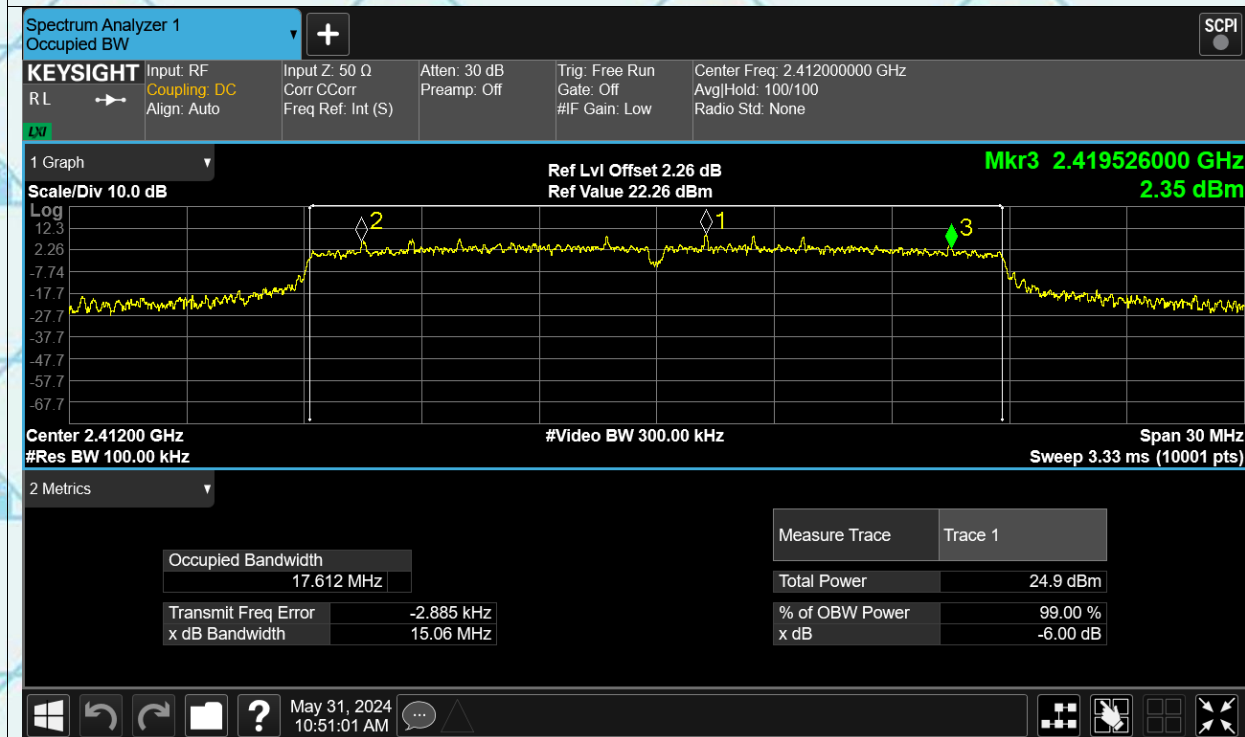 Spectrum Analyzer 1
Occupied BW
+
SCPI
KEYSIGHT
R L
LXI
Input: RF
Coupling: DC
Align: Auto
Input Z: 50 Ω
Corr CCorr
Freq Ref: Int (S)
Atten: 30 dB
Preamp: Off
Trig: Free Run
Gate: Off
#IF Gain: Low
Center Freq: 2.412000000 GHz
Avg|Hold: 100/100
Radio Std: None
1 Graph
Scale/Div 10.0 dB
Ref Lvl Offset 2.26 dB
Ref Value 22.26 dBm
Mkr3 2.419526000 GHz
2.35 dBm
Log
12.3
2.26
-7.74
-17.7
-27.7
-37.7
-47.7
-57.7
-67.7
2
1
3
Center 2.41200 GHz
#Video BW 300.00 kHz
Span 30 MHz
#Res BW 100.00 kHz
Sweep 3.33 ms (10001 pts)
2 Metrics
Occupied Bandwidth
17.612 MHz
Transmit Freq Error -2.885 kHz
x dB Bandwidth 15.06 MHz
Measure Trace Trace 1
Total Power 24.9 dBm
% of OBW Power 99.00 %
x dB -6.00 dB
?
May 31, 2024
10:51:01 AM